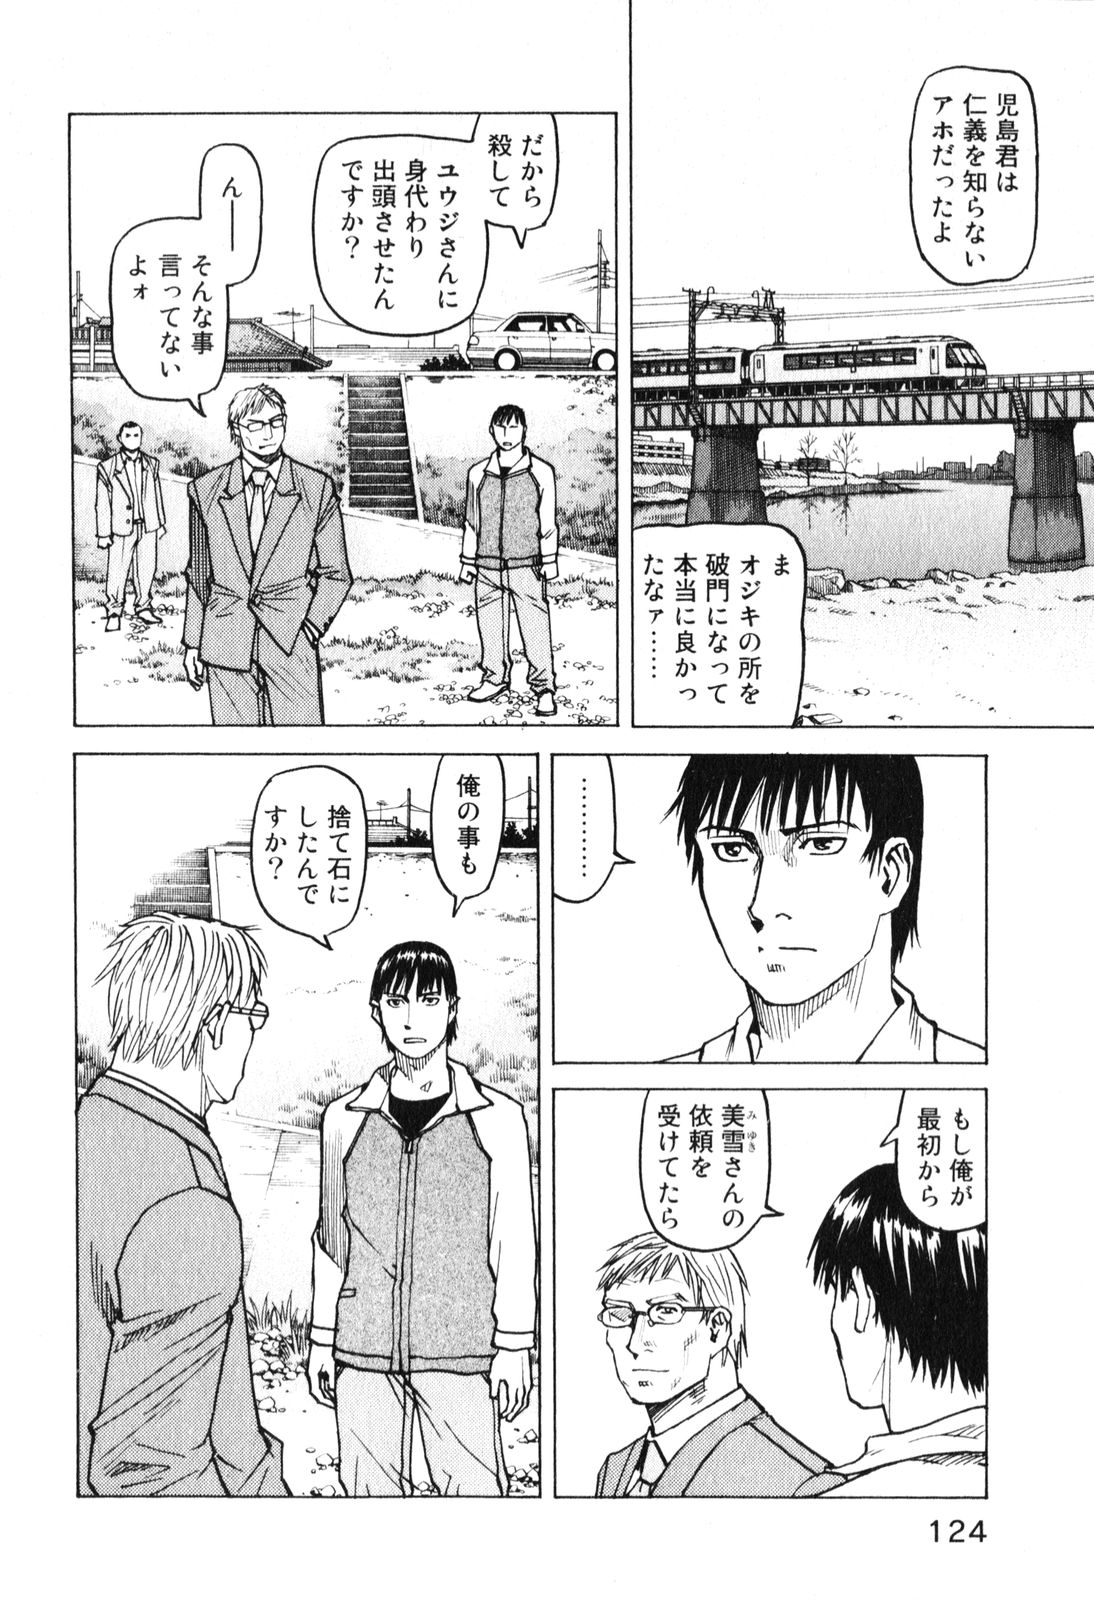 児島君は
仁義を知らない
アホだったよ
ま
オジキの所を
破門になって
本当に良かっ
たなァ……
だから
殺して
ユウジさんに
身代わり
出頭させたん
ですか?
んーー
そんな事
言ってない
よォ
…………
もし俺が
最初から
美雪さんの
みゆき
依頼を
受けてたら
俺の事も
捨て石に
したんで
すか?
124